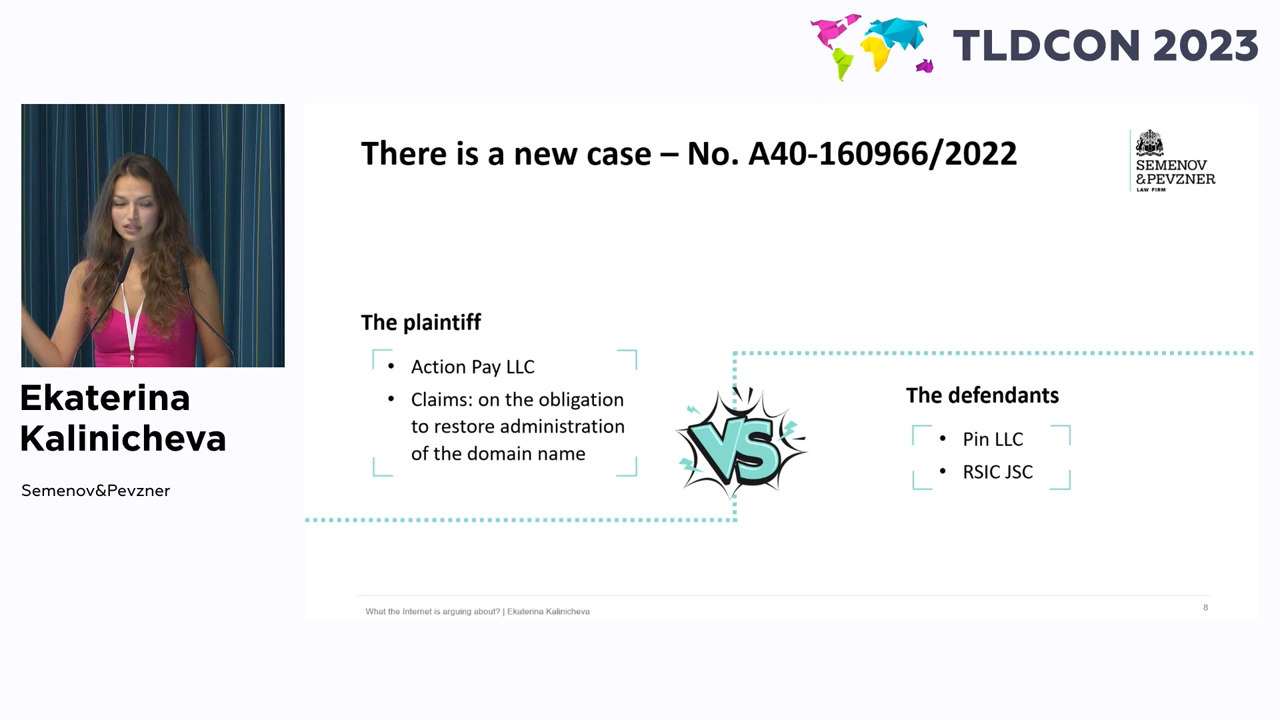 TLDCON 2023
There is a new case – No. A40-160966/2022
SEMENOV
&PEVZNER
LAW FIRM
The plaintiff
• Action Pay LLC
• Claims: on the obligation
to restore administration
of the domain name
VS
The defendants
• Pin LLC
• RSIC JSC
Ekaterina
Kalinicheva
Semenov&Pevzner
What the Internet is arguing about? | Ekaterina Kalinicheva
8